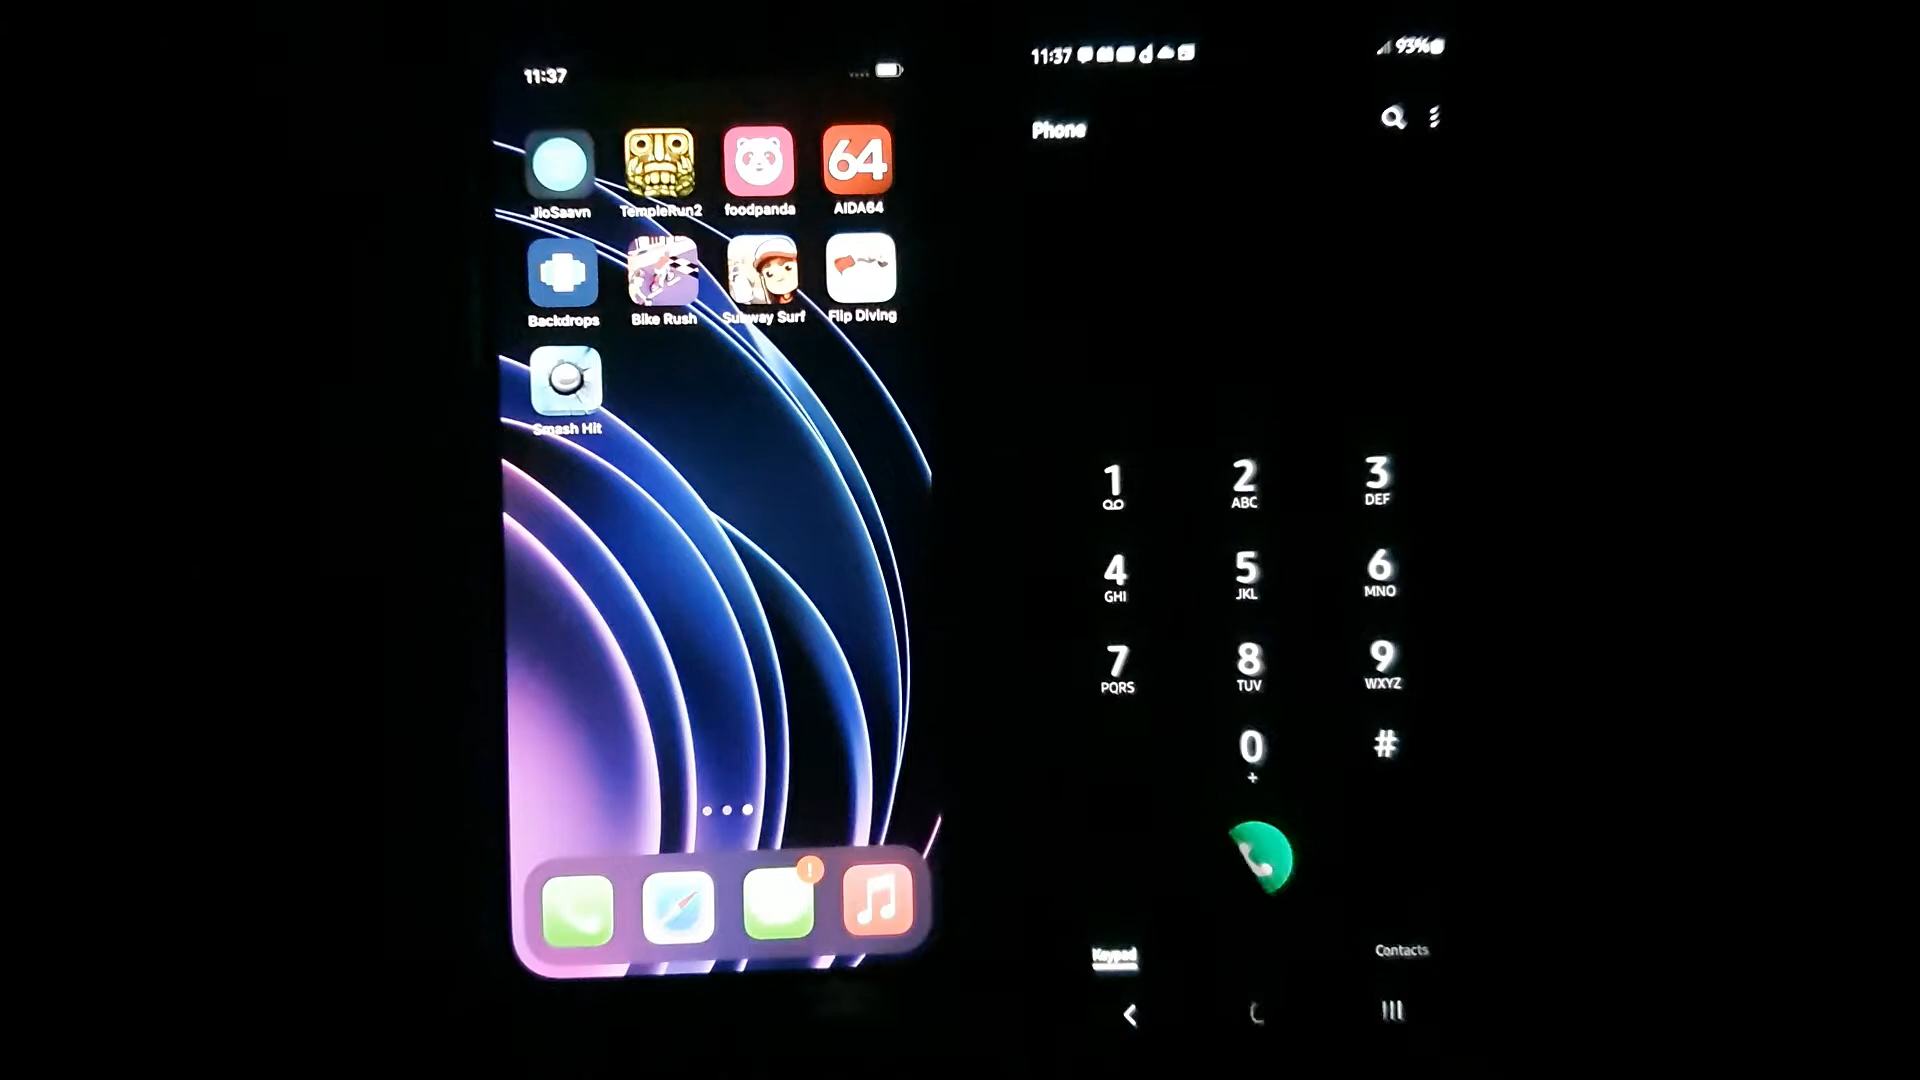 11:37
JioSaavn TempleRun2 foodpanda 64 AIDA64
Backdrops Bike Rush Subway Surf Flip Diving
Smash Hit
!
11:37 93%
Phone
1 2 ABC 3 DEF
4 GHI 5 JKL 6 MNO
7 PQRS 8 TUV 9 WXYZ
0 + #
Keypad Contacts